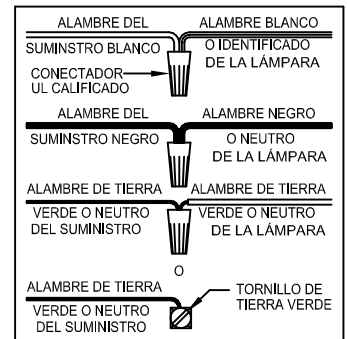 ALAMBRE DEL
SUMINSTRO BLANCO
ALAMBRE BLANCO
O IDENTIFICADO
DE LA LÁMPARA
CONECTADOR
UL CALIFICADO
ALAMBRE DEL
SUMINSTRO NEGRO
ALAMBRE NEGRO
O NEUTRO
DE LA LÁMPARA
ALAMBRE DE TIERRA
VERDE O NEUTRO
DEL SUMINISTRO
ALAMBRE DE TIERRA
VERDE O NEUTRO
DE LA LÁMPARA
O
ALAMBRE DE TIERRA
VERDE O NEUTRO
DEL SUMINISTRO
TORNILLO DE
TIERRA VERDE